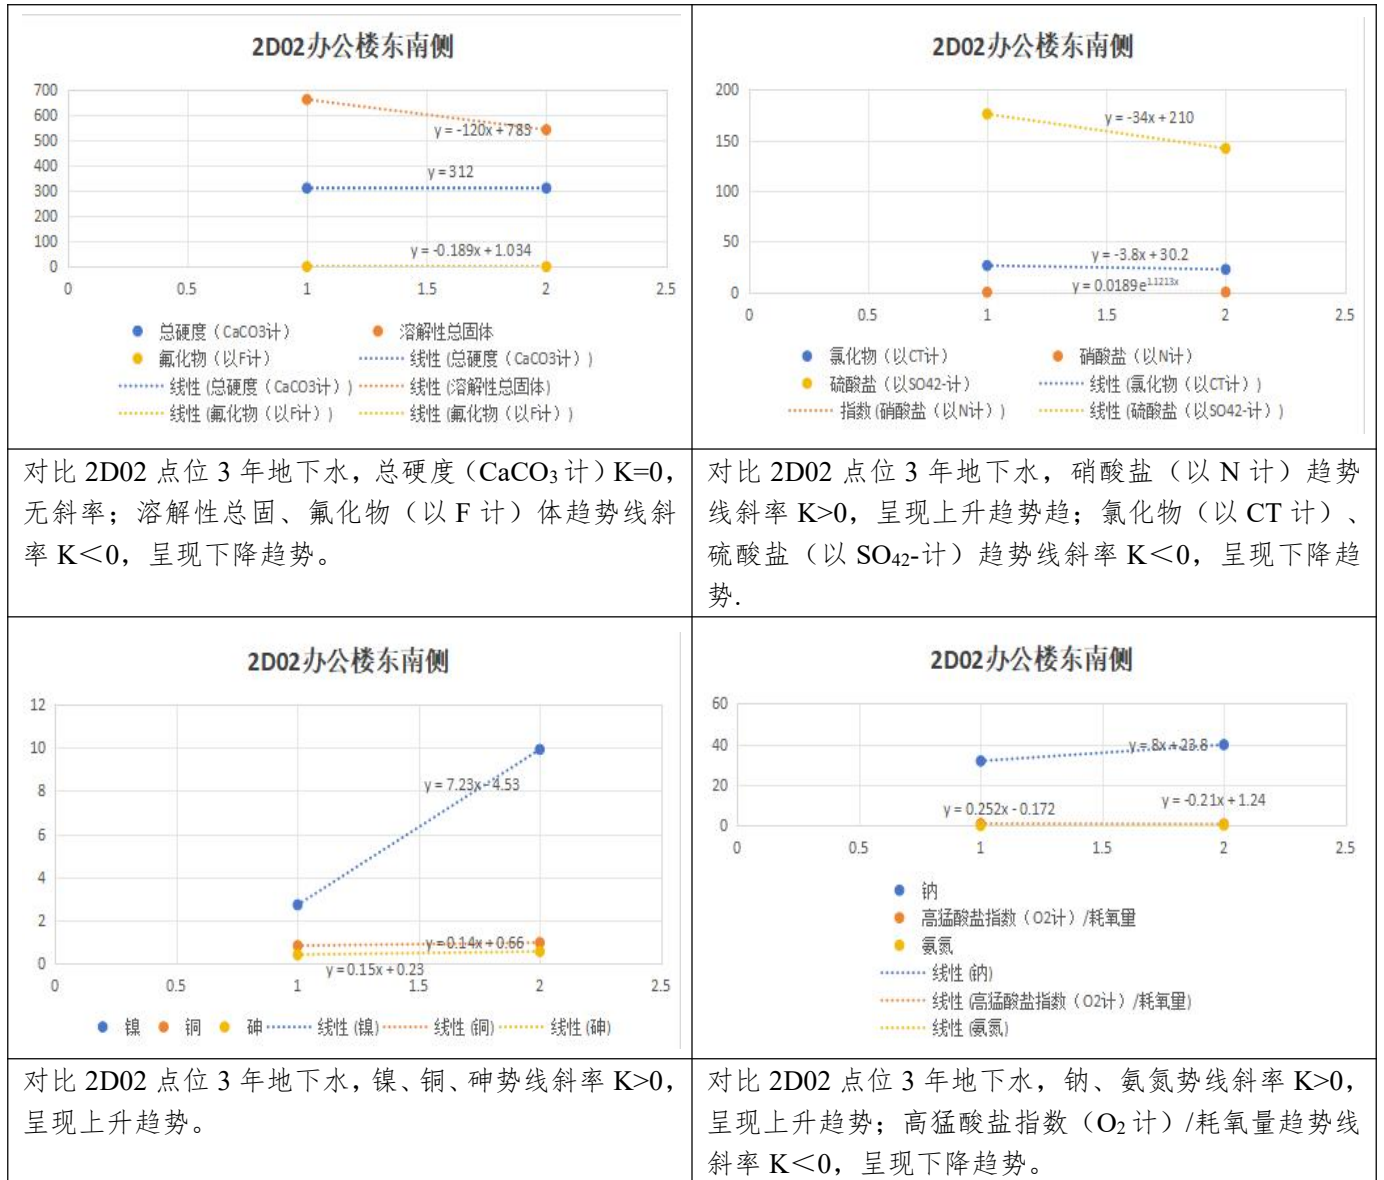 2D02办公楼东南侧
700
600
500
400
300
200
100
0
y = -120x + 783
y = 312
y = -0.189x + 1.034
0 0.5 1 1.5 2 2.5
总硬度（CaCO3计） 溶解性总固体
氟化物（以F计） 线性 (总硬度（CaCO3计）)
线性 (总硬度（CaCO3计）) 线性 (溶解性总固体)
线性 (氟化物（以F计）) 线性 (氟化物（以F计）)
2D02办公楼东南侧
200
150
100
50
0
y = -34x + 210
y = -3.8x + 30.2
y = 0.0189e1.1213x
0 0.5 1 1.5 2 2.5
氯化物（以CT计） 硝酸盐（以N计）
硫酸盐（以SO42-计） 线性 (氯化物（以CT计）)
指数 (硝酸盐（以N计）) 线性 (硫酸盐（以SO42-计）)
对比 2D02 点位 3 年地下水，总硬度（CaCO3 计）K=0，
无斜率；溶解性总固、氟化物（以 F 计）体趋势线斜
率 K＜0，呈现下降趋势。
对比 2D02 点位 3 年地下水，硝酸盐（以 N 计）趋势
线斜率 K>0，呈现上升趋势趋；氯化物（以 CT 计）、
硫酸盐（以 SO42-计）趋势线斜率 K＜0，呈现下降趋
势.
2D02办公楼东南侧
12
10
8
6
4
2
0
y = 7.23x - 4.53
y = 0.14x + 0.66
y = 0.15x + 0.23
0 0.5 1 1.5 2 2.5
镍 铜 砷 线性 (镍) 线性 (铜) 线性 (砷)
2D02办公楼东南侧
60
40
20
0
y = 8x + 23.8
y = 0.252x - 0.172
y = -0.21x + 1.24
0 0.5 1 1.5 2 2.5
钠
高猛酸盐指数（O2计）/耗氧量
氨氮
线性 (钠)
线性 (高猛酸盐指数（O2计）/耗氧量)
线性 (氨氮)
对比 2D02 点位 3 年地下水，镍、铜、砷势线斜率 K>0，
呈现上升趋势。
对比 2D02 点位 3 年地下水，钠、氨氮势线斜率 K>0，
呈现上升趋势；高猛酸盐指数（O2 计）/耗氧量趋势线
斜率 K＜0，呈现下降趋势。